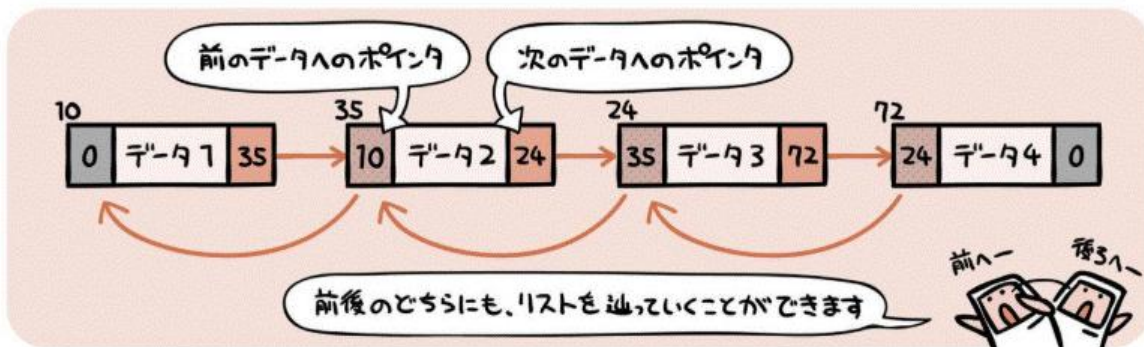 前のデータへのポインタ
次のデータへのポインタ
10 35 24 72
0 データ1 35 10 データ2 24 35 データ3 72 24 データ4 0
前へー
後ろへー
前後のどちらにも、リストを辿っていくことができます